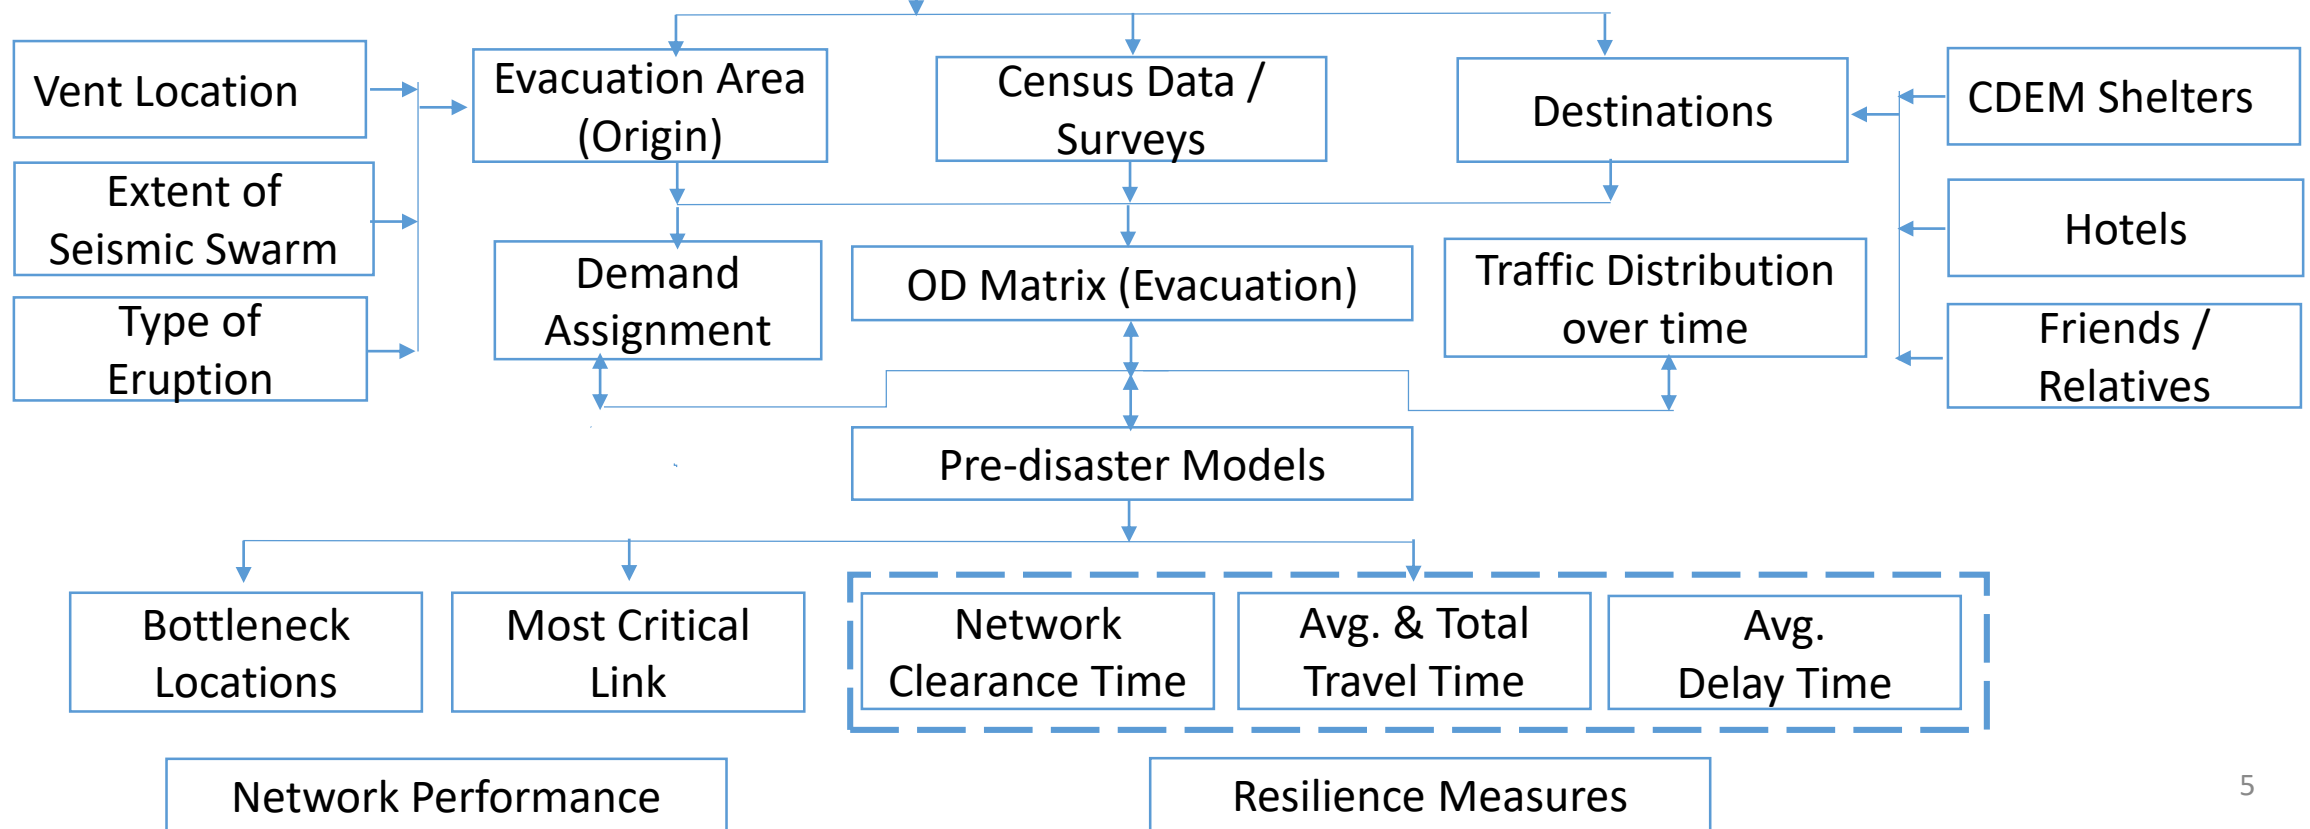 Vent Location
Evacuation Area
(Origin)
Census Data /
Surveys
Destinations
CDEM Shelters
Extent of
Seismic Swarm
Hotels
Demand
Assignment
OD Matrix (Evacuation)
Traffic Distribution
over time
Type of
Eruption
Friends /
Relatives
Pre-disaster Models
Bottleneck
Locations
Most Critical
Link
Network
Clearance Time
Avg. & Total
Travel Time
Avg.
Delay Time
Network Performance
Resilience Measures
5